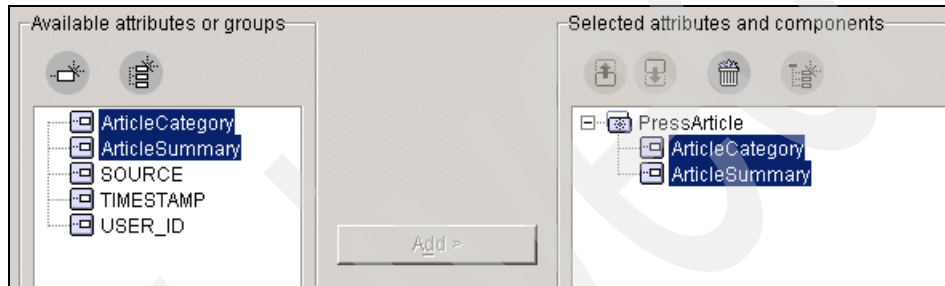 Available attributes or groups
ArticleCategory
ArticleSummary
SOURCE
TIMESTAMP
USER_ID
Add >
Selected attributes and components
PressArticle
ArticleCategory
ArticleSummary